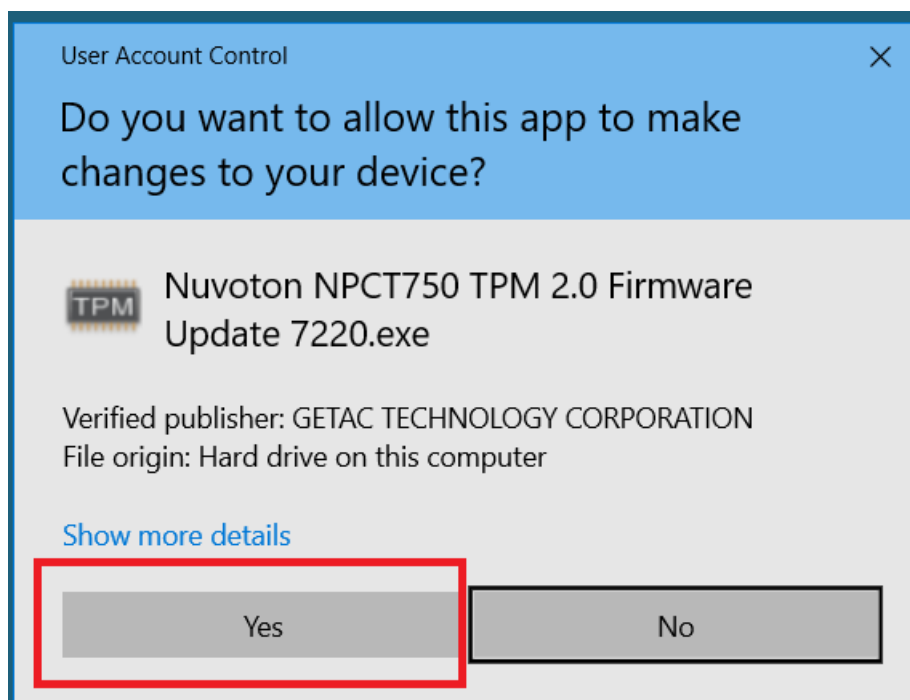 User Account Control
Do you want to allow this app to make
changes to your device?
TPM
Nuvoton NPCT750 TPM 2.0 Firmware
Update 7220.exe
Verified publisher: GETAC TECHNOLOGY CORPORATION
File origin: Hard drive on this computer
Show more details
Yes
No